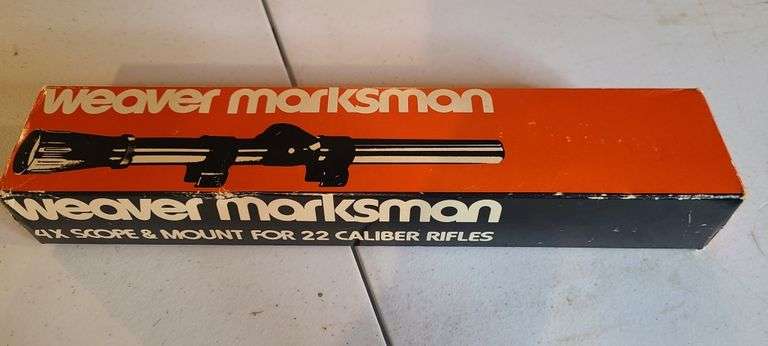 weaver marksman
weaver marksman
4X SCOPE & MOUNT FOR 22 CALIBER RIFLES